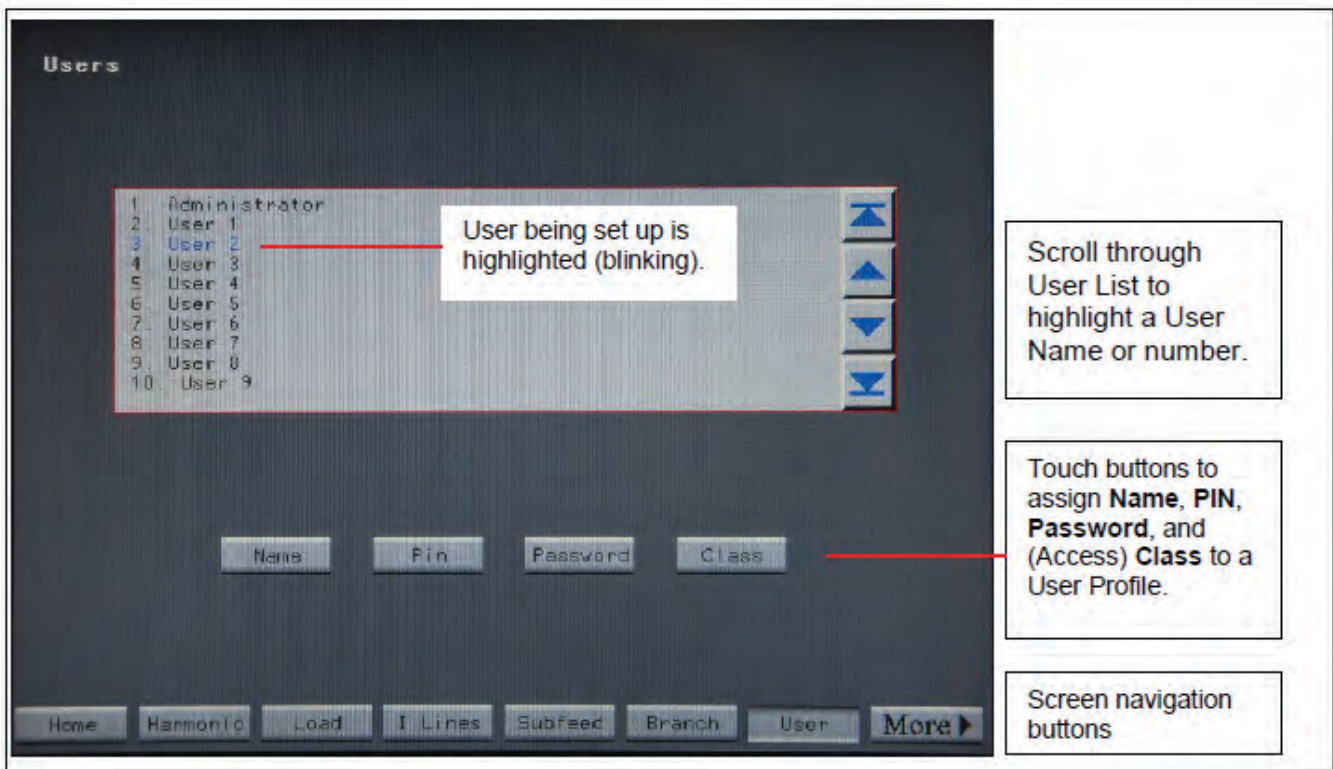 Users
1. Administrator
2. User 1
3. User 2
4. User 3
5. User 4
6. User 5
7. User 6
8. User 7
9. User 8
10. User 9
User being set up is
highlighted (blinking).
Scroll through
User List to
highlight a User
Name or number.
Name Pin Password Class
Touch buttons to
assign Name, PIN,
Password, and
(Access) Class to a
User Profile.
Home Harmonic Load I Lines Subfeed Branch User More
Screen navigation
buttons